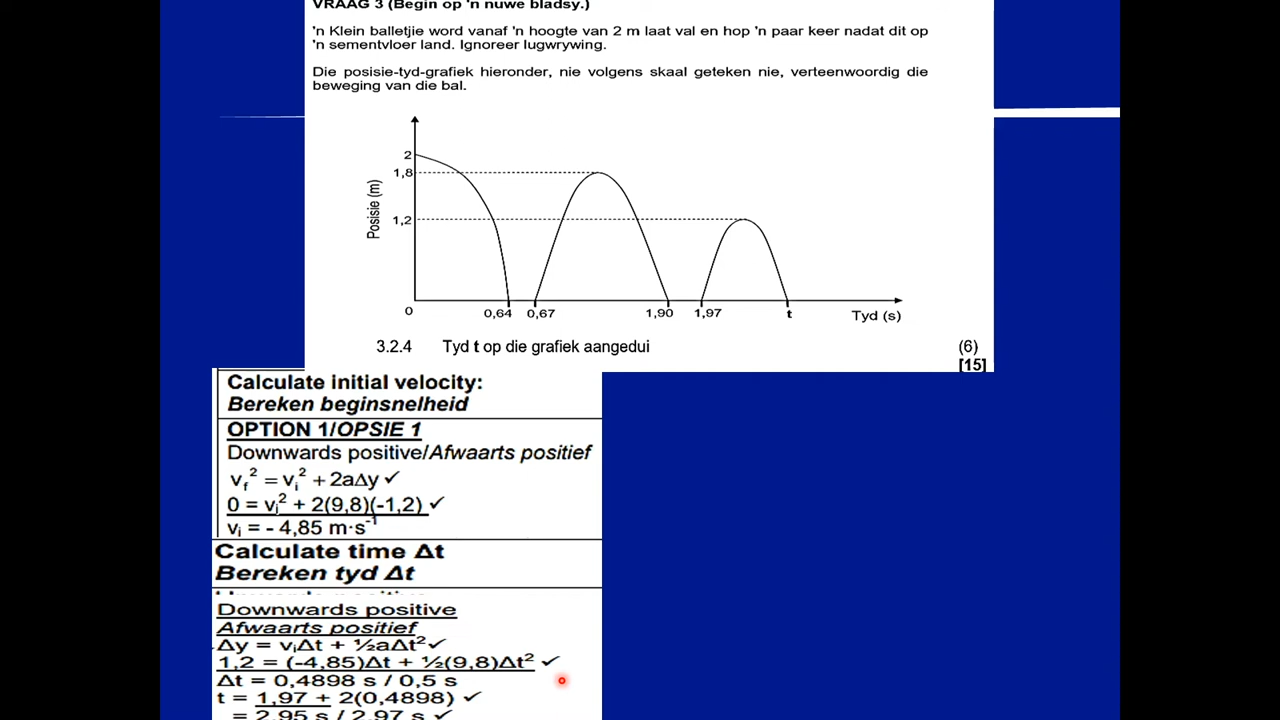 VRAAG 3 (Begin op 'n nuwe bladsy.)
'n Klein balletjie word vanaf 'n hoogte van 2 m laat val en hop 'n paar keer nadat dit op
'n sementvloer land. Ignoreer lugwrywing.
Die posisie-tyd-grafiek hieronder, nie volgens skaal geteken nie, verteenwoordig die
beweging van die bal.
Posisie (m)
2
1,8
1,2
0
0,64
0,67
1,90
1,97
t
Tyd (s)
3.2.4 Tyd t op die grafiek aangedui (6)
[15]
Calculate initial velocity:
Bereken beginsnelheid
OPTION 1/OPSIE 1
Downwards positive/Afwaarts positief
vf² = vi² + 2aΔy ✓
0 = vi² + 2(9,8)(-1,2) ✓
vi = - 4,85 m·s⁻¹
Calculate time Δt
Bereken tyd Δt
Downwards positive
Afwaarts positief
Δy = viΔt + ½aΔt² ✓
1,2 = (-4,85)Δt + ½(9,8)Δt² ✓
Δt = 0,4898 s / 0,5 s
t = 1,97 + 2(0,4898) ✓
= 2,95 s / 2,97 s ✓